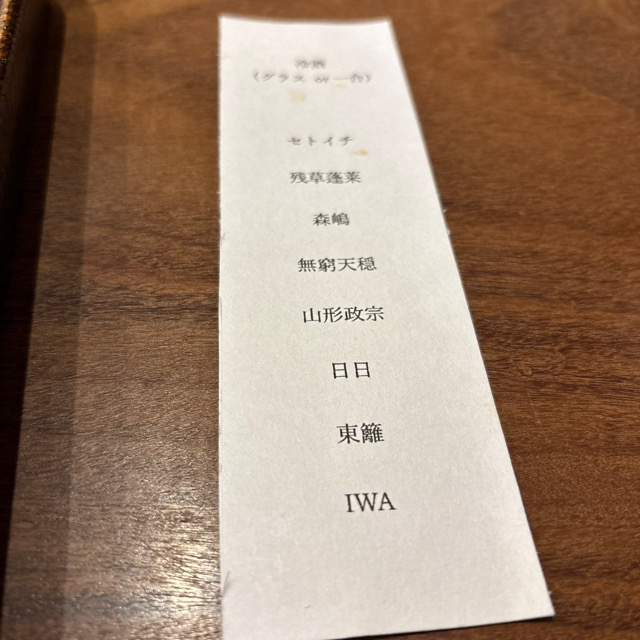 冷酒
(グラス or 一合)
セトイチ
残草蓬莱
森嶋
無窮天穏
山形政宗
日日
東籬
IWA